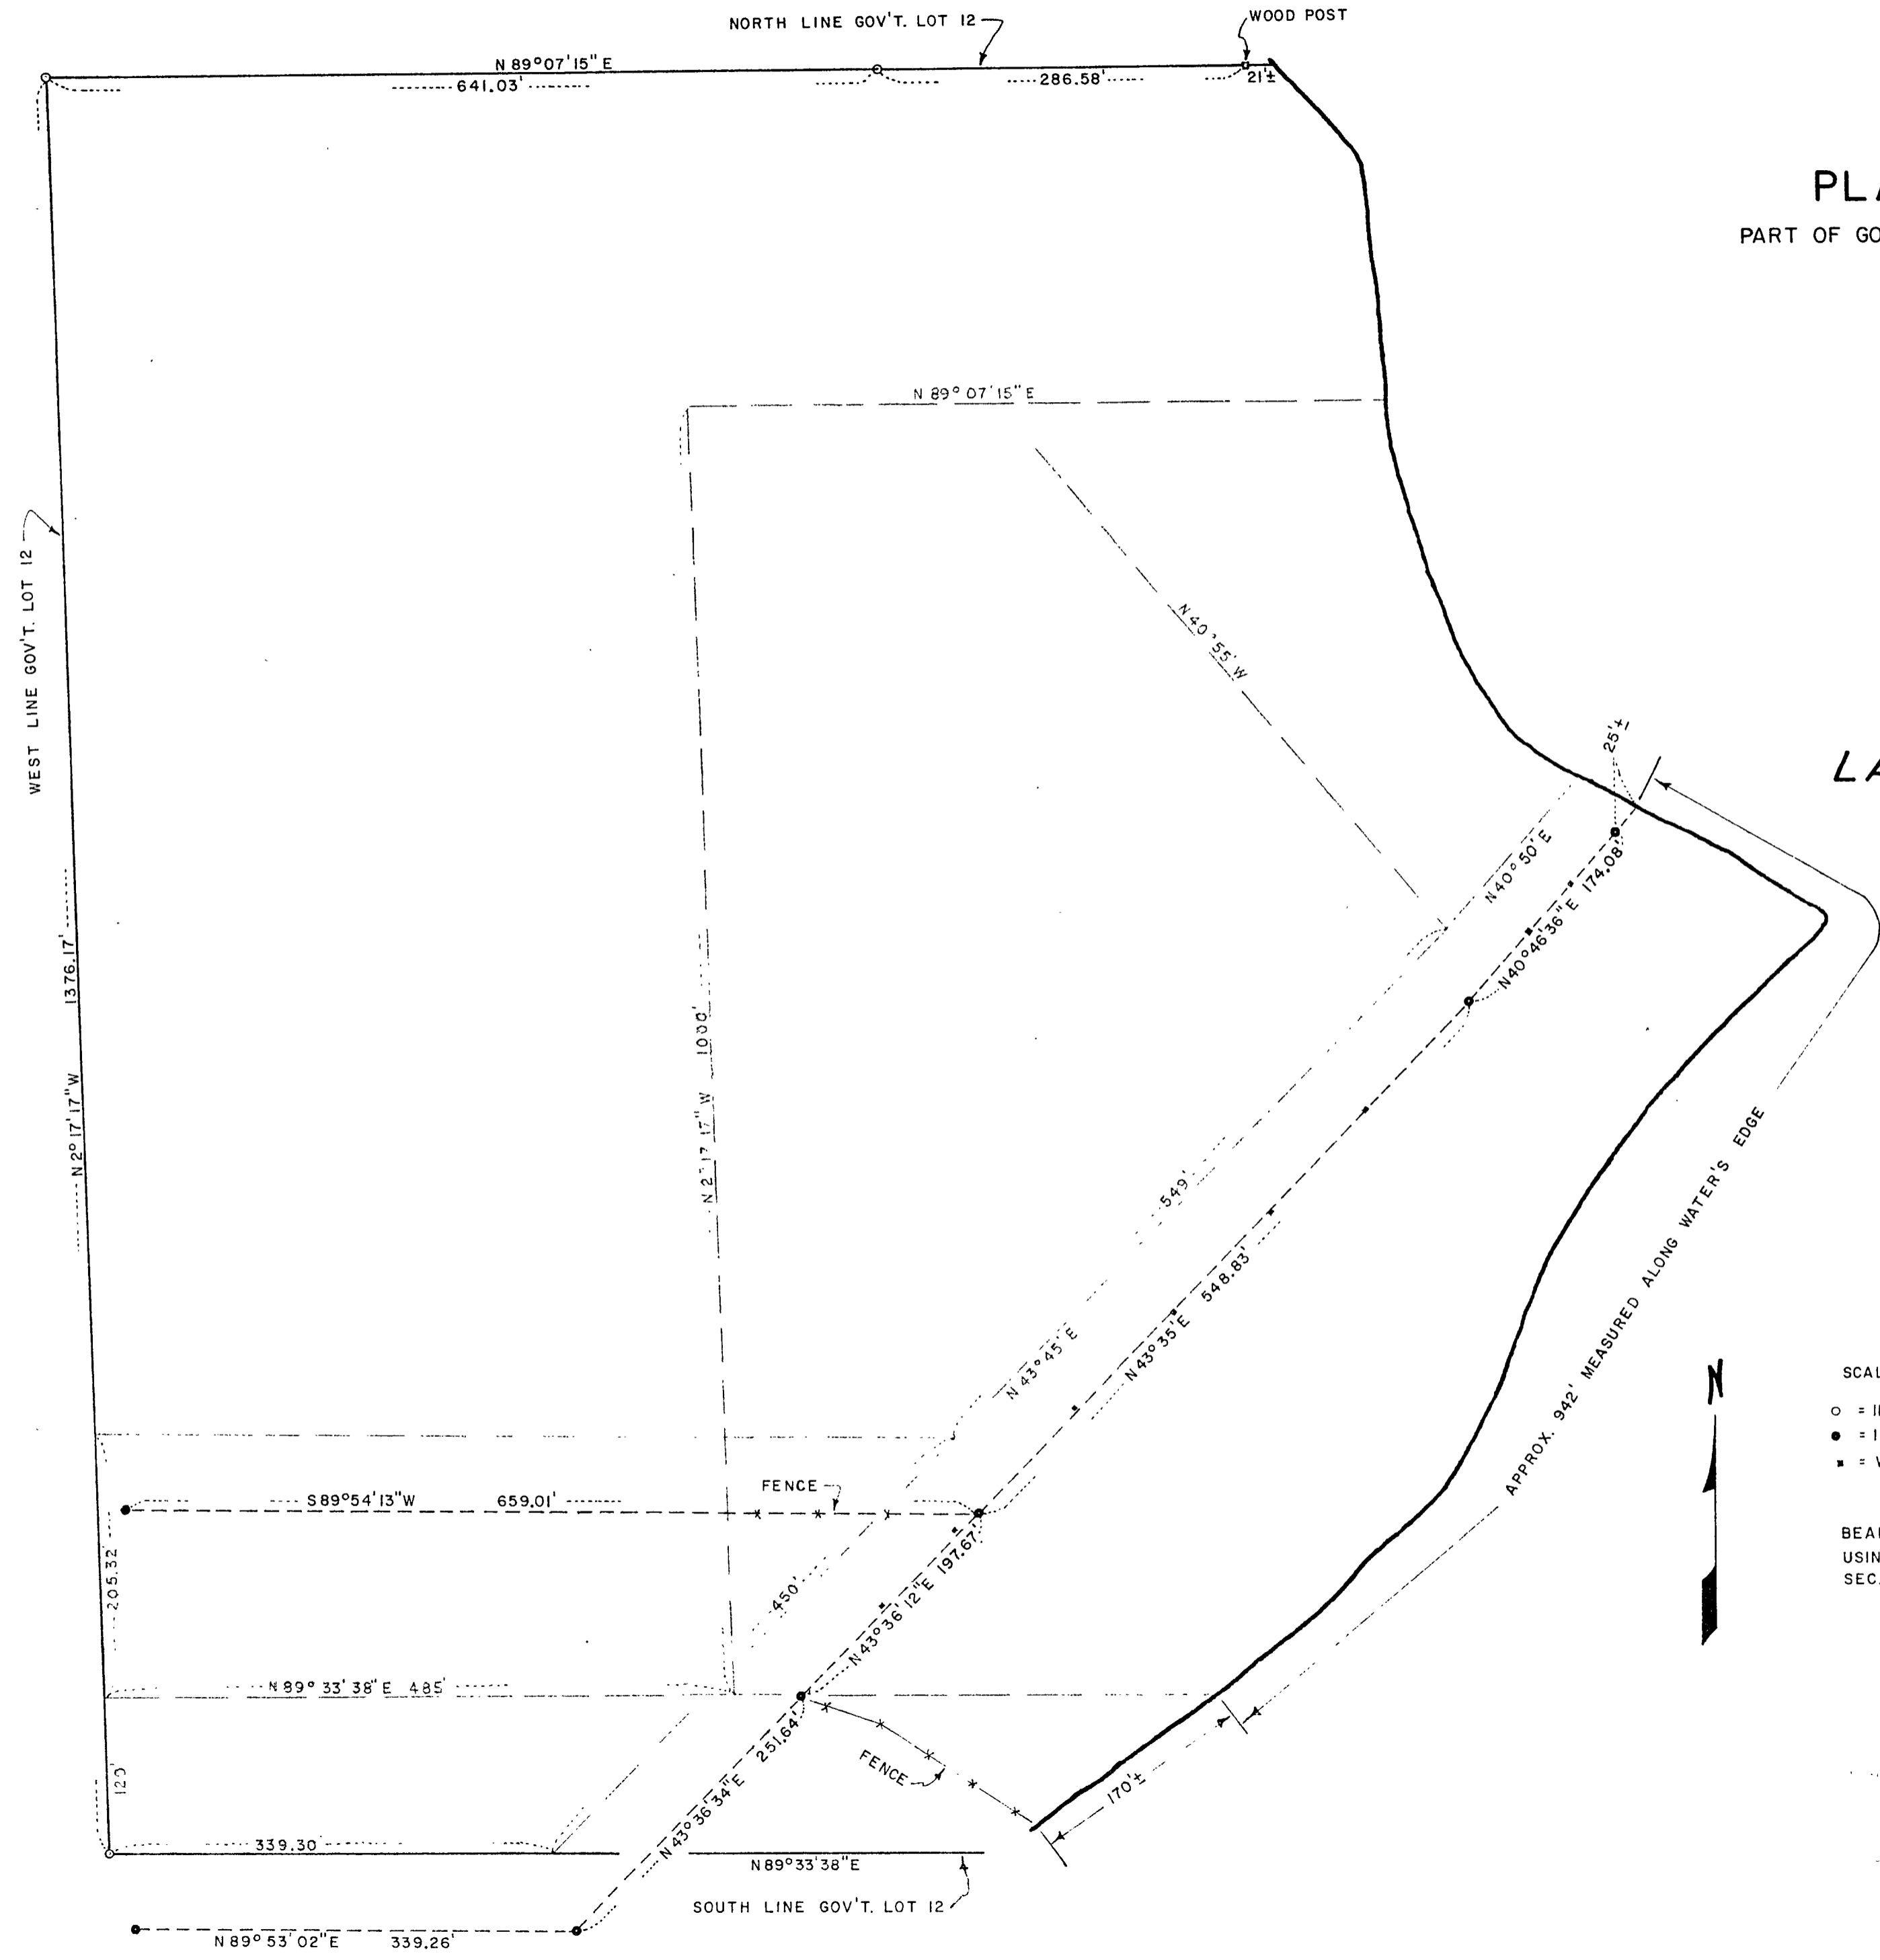 NORTH LINE GOV'T. LOT 12
WOOD POST
N 89°07'15" E
641.03'
286.58'
21'±
PLA
PART OF GO
N 89° 07' 15" E
WEST LINE GOV'T. LOT 12
N 40°55' W
25'±
LA
N 40° 50' E
N 40° 46' 36" E 174.08'
1376.17'
N 2° 17' 17" W
1000'
N 2° 17' 17" W
549'
APPROX. 942' MEASURED ALONG WATER'S EDGE
548.83'
N 43° 35' E
N 43° 45' E
N
SCAL
○ = I
● = I
BEA
USIN
SEC.
FENCE
S 89° 54' 13" W 659.01'
205.32'
450'
N 43° 36' 12" E 197.67'
N 89° 33' 38" E 485'
N 43° 36' 34" E 251.64'
FENCE
170'±
120'
339.30'
N 89° 33' 38" E
SOUTH LINE GOV'T. LOT 12
N 89° 53' 02" E 339.26'